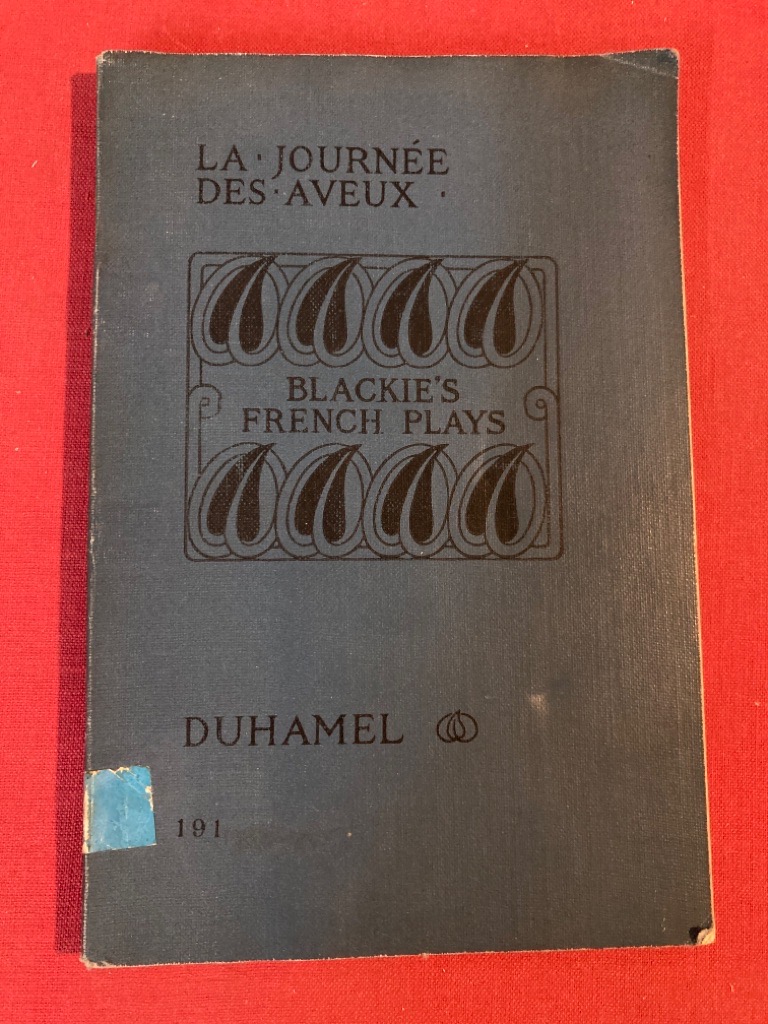 LA · JOURNÉE
DES · AVEUX ·
BLACKIE'S
FRENCH PLAYS
DUHAMEL
191